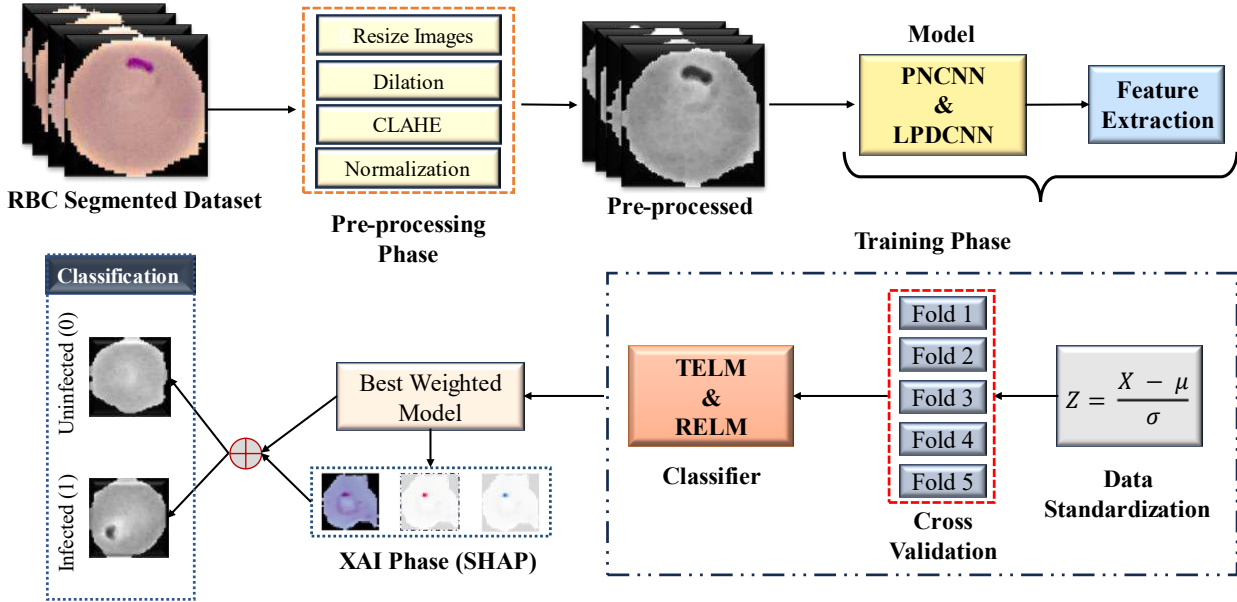 RBC Segmented Dataset
Resize Images
Dilation
CLAHE
Normalization
Pre-processing
Phase
Pre-processed
Model
PNCNN
&
LPDCNN
Feature
Extraction
Training Phase
Classification
Uninfected (0)
Infected (1)
Best Weighted
Model
XAI Phase (SHAP)
TELM
&
RELM
Classifier
Fold 1
Fold 2
Fold 3
Fold 4
Fold 5
Cross
Validation
Z = (X − μ) / σ
Data
Standardization